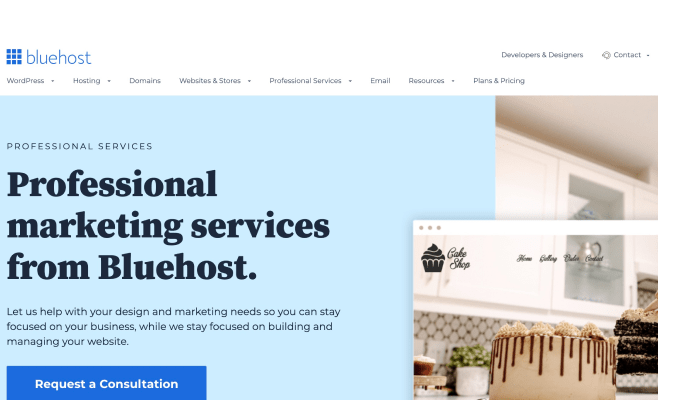 bluehost
Developers & Designers Contact
WordPress Hosting Domains Websites & Stores Professional Services Email Resources Plans & Pricing
PROFESSIONAL SERVICES
Professional
marketing services
from Bluehost.
Cake
Shop
Home Gallery Order Contact
Let us help with your design and marketing needs so you can stay
focused on your business, while we stay focused on building and
managing your website.
Request a Consultation